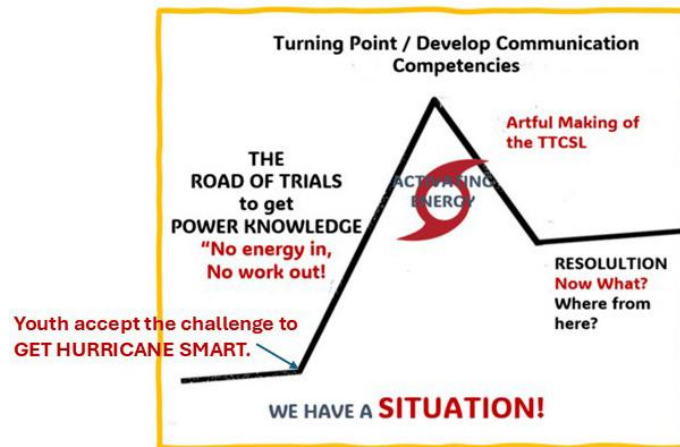 Turning Point / Develop Communication
Competencies
Artful Making of
the TTCSL
THE
ROAD OF TRIALS
to get
POWER KNOWLEDGE
"No energy in,
No work out!
ACTIVATING
ENERGY
RESOLULTION
Now What?
Where from
here?
Youth accept the challenge to
GET HURRICANE SMART.
WE HAVE A SITUATION!